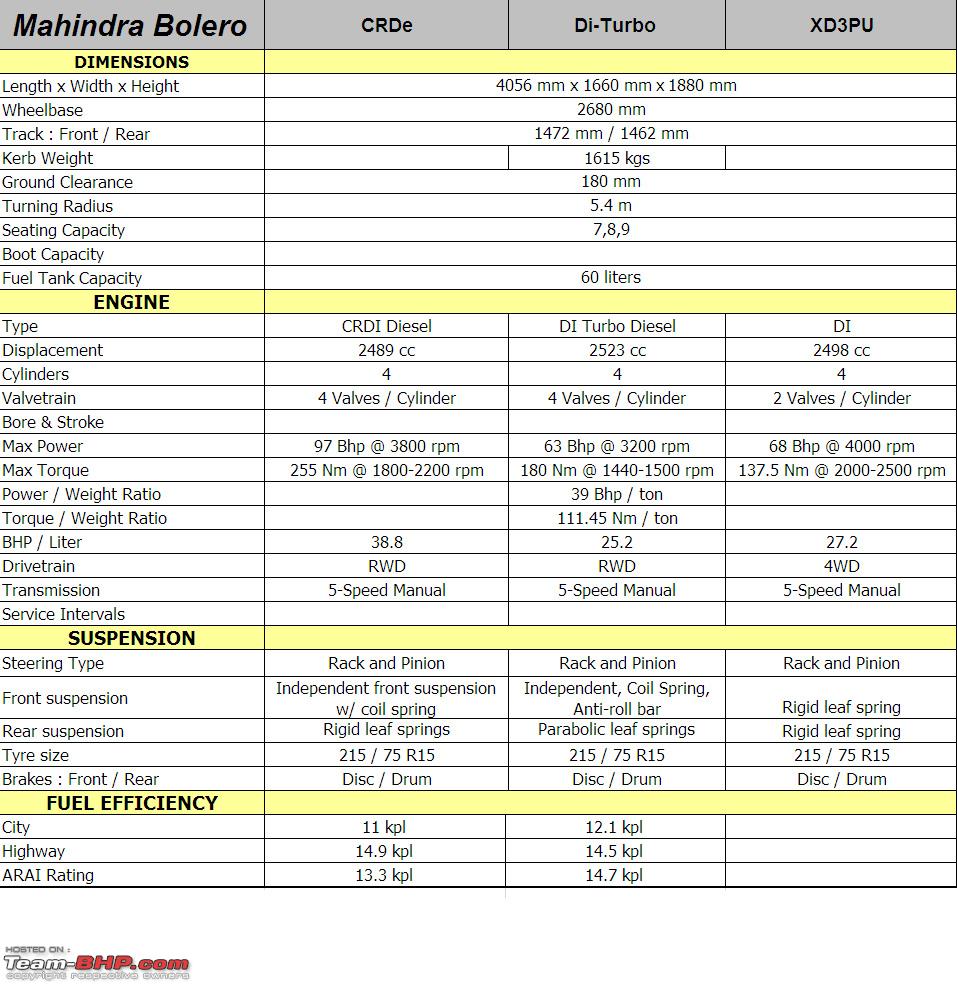 Mahindra Bolero CRDe Di-Turbo XD3PU
DIMENSIONS
Length x Width x Height 4056 mm x 1660 mm x 1880 mm
Wheelbase 2680 mm
Track : Front / Rear 1472 mm / 1462 mm
Kerb Weight 1615 kgs
Ground Clearance 180 mm
Turning Radius 5.4 m
Seating Capacity 7,8,9
Boot Capacity
Fuel Tank Capacity 60 liters
ENGINE
Type CRDI Diesel DI Turbo Diesel DI
Displacement 2489 cc 2523 cc 2498 cc
Cylinders 4 4 4
Valvetrain 4 Valves / Cylinder 4 Valves / Cylinder 2 Valves / Cylinder
Bore & Stroke
Max Power 97 Bhp @ 3800 rpm 63 Bhp @ 3200 rpm 68 Bhp @ 4000 rpm
Max Torque 255 Nm @ 1800-2200 rpm 180 Nm @ 1440-1500 rpm 137.5 Nm @ 2000-2500 rpm
Power / Weight Ratio 39 Bhp / ton
Torque / Weight Ratio 111.45 Nm / ton
BHP / Liter 38.8 25.2 27.2
Drivetrain RWD RWD 4WD
Transmission 5-Speed Manual 5-Speed Manual 5-Speed Manual
Service Intervals
SUSPENSION
Steering Type Rack and Pinion Rack and Pinion Rack and Pinion
Front suspension Independent front suspension w/ coil spring Independent, Coil Spring, Anti-roll bar Rigid leaf spring
Rear suspension Rigid leaf springs Parabolic leaf springs Rigid leaf spring
Tyre size 215 / 75 R15 215 / 75 R15 215 / 75 R15
Brakes : Front / Rear Disc / Drum Disc / Drum Disc / Drum
FUEL EFFICIENCY
City 11 kpl 12.1 kpl
Highway 14.9 kpl 14.5 kpl
ARAI Rating 13.3 kpl 14.7 kpl
HOSTED ON :
Team-BHP.com
copyright respective owners